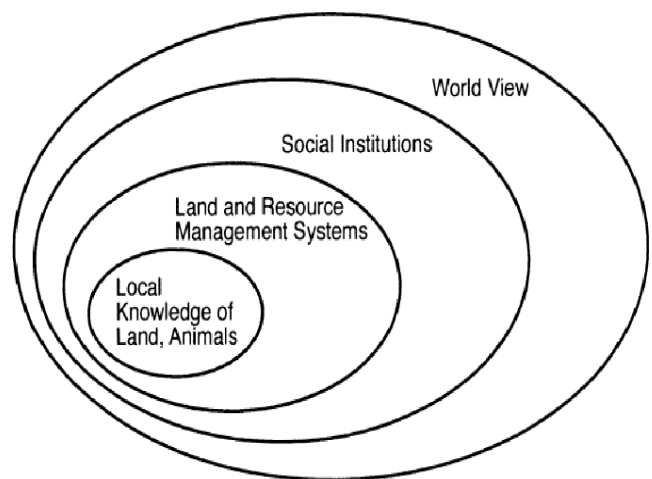 World View
Social Institutions
Land and Resource
Management Systems
Local
Knowledge of
Land, Animals